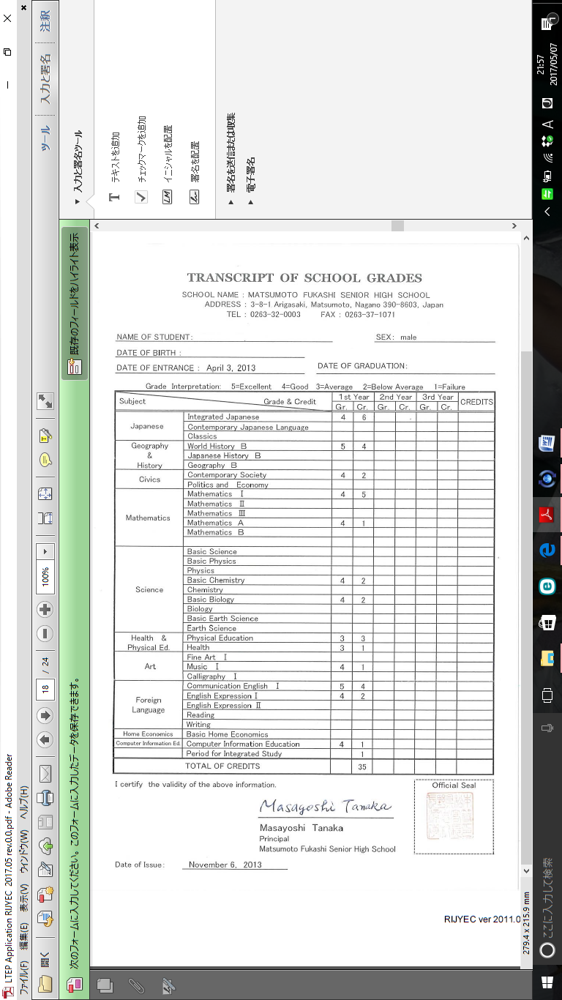 LTEP Application RIJYEC 2017.05 rev.0.0.pdf - Adobe Reader
ファイル(F) 編集(E) 表示(V) ウィンドウ(W) ヘルプ(H)
開く 18 / 24 100% ツール 入力と署名 注釈
次のフォームに入力してください。このフォームに入力したデータを保存できます。
既存のフィールドをハイライト表示
▼ 入力と署名ツール
T テキストを追加
チェックマークを追加
LM イニシャルを配置
署名を配置
▶ 署名を送信または収集
▶ 電子署名
TRANSCRIPT OF SCHOOL GRADES
SCHOOL NAME : MATSUMOTO FUKASHI SENIOR HIGH SCHOOL
ADDRESS : 3-8-1 Arigasaki, Matsumoto, Nagano 390-8603, Japan
TEL : 0263-32-0003 FAX : 0263-37-1071
NAME OF STUDENT: SEX: male
DATE OF BIRTH :
DATE OF ENTRANCE : April 3, 2013 DATE OF GRADUATION:
Grade Interpretation: 5=Excellent 4=Good 3=Average 2=Below Average 1=Failure
Subject Grade & Credit 1st Year 2nd Year 3rd Year CREDITS
Gr. Cr. Gr. Cr. Gr. Cr.
Japanese Integrated Japanese 4 6
Contemporary Japanese Language
Classics
Geography & History World History B 5 4
Japanese History B
Geography B
Civics Contemporary Society 4 2
Politics and Economy
Mathematics Mathematics Ⅰ 4 5
Mathematics Ⅱ
Mathematics Ⅲ
Mathematics A 4 1
Mathematics B
Science Basic Science
Basic Physics
Physics
Basic Chemistry 4 2
Chemistry
Basic Biology 4 2
Biology
Basic Earth Science
Earth Science
Health & Physical Ed. Physical Education 3 3
Health 3 1
Art Fine Art Ⅰ
Music Ⅰ 4 1
Calligraphy Ⅰ
Foreign Language Communication English Ⅰ 5 4
English Expression Ⅰ 4 2
English Expression Ⅱ
Reading
Writing
Home Economics Basic Home Economics
Computer Information Ed. Computer Information Education 4 1
Period for Integrated Study 1
TOTAL OF CREDITS 35
I certify the validity of the above information.
Official Seal
Masayoshi Tanaka
Masayoshi Tanaka
Principal
Matsumoto Fukashi Senior High School
Date of Issue: November 6, 2013
RIJYEC ver 2011.0
279.4 x 215.9 mm
ここに入力して検索
A
21:57
2017/05/07
1